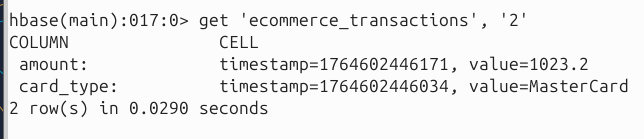 hbase(main):017:0> get 'ecommerce_transactions', '2'
COLUMN                CELL
 amount:              timestamp=1764602446171, value=1023.2
 card_type:           timestamp=1764602446034, value=MasterCard
2 row(s) in 0.0290 seconds